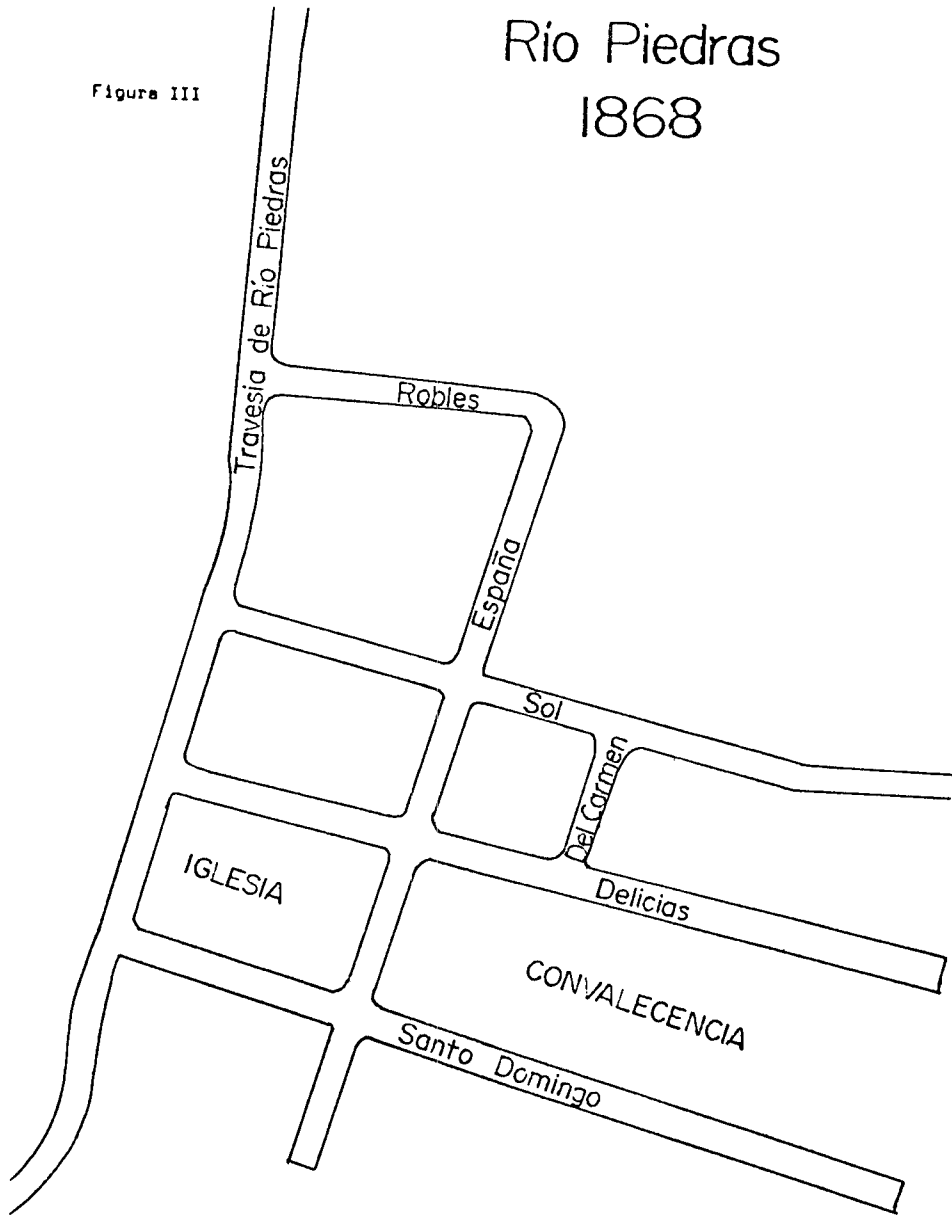 Río Piedras
1868
Figura III
Travesia de Río Piedras
Robles
España
Sol
Del Carmen
IGLESIA
Delicias
CONVALECENCIA
Santo Domingo